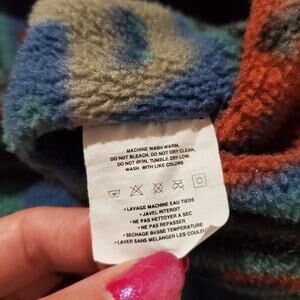 MACHINE WASH WARM,
DO NOT BLEACH, DO NOT DRY CLEAN,
DO NOT IRON, TUMBLE DRY LOW,
WASH WITH LIKE COLORS
• LAVAGE MACHINE EAU TIEDE
• JAVEL INTERDIT
• NE PAS NETTOYER A SEC
• NE PAS REPASSER
• SECHAGE BASSE TEMPERATURE
• LAVER SANS MELANGER LES COULEU